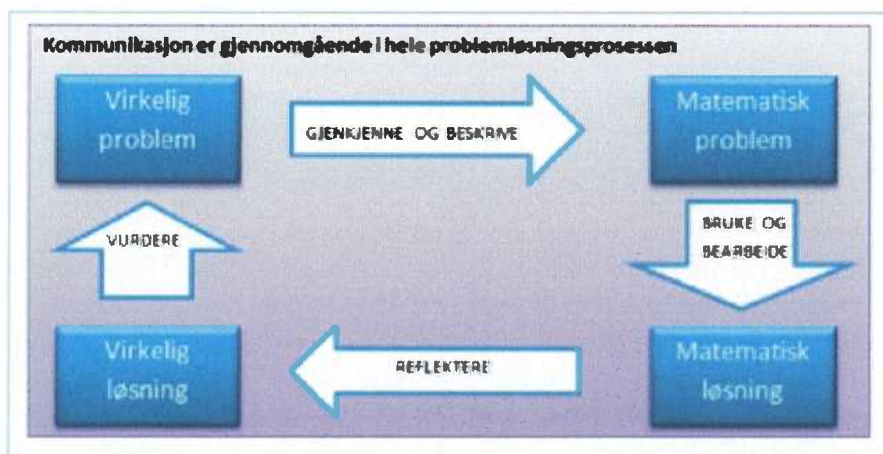 Kommunikasjon er gjennomgående i hele problemløsningsprosessen
Virkelig
problem
GJENKJENNE OG BESKRIVE
Matematisk
problem
VURDERE
BRUKE OG
BEARBEIDE
Virkelig
løsning
REFLEKTERE
Matematisk
løsning